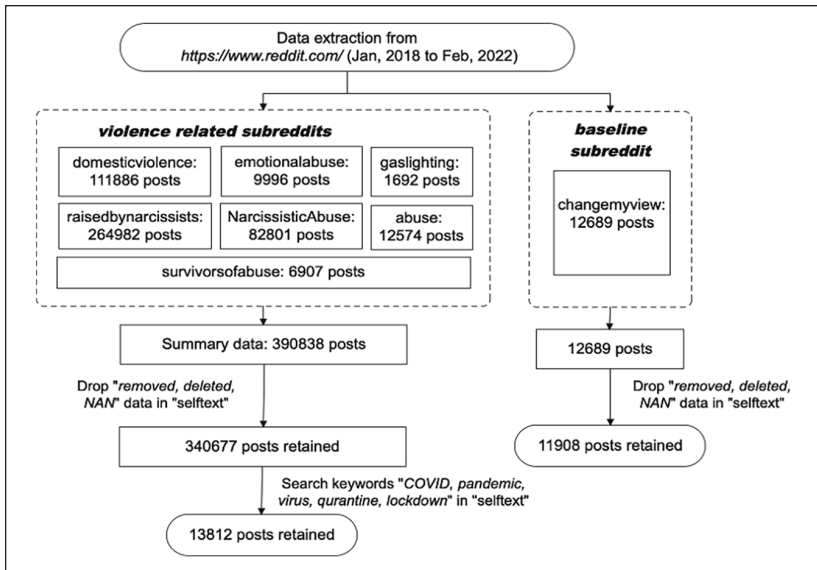 Data extraction from
https://www.reddit.com/ (Jan, 2018 to Feb, 2022)
violence related subreddits
domesticviolence:
111886 posts
emotionalabuse:
9996 posts
gaslighting:
1692 posts
raisedbynarcissists:
264982 posts
NarcissisticAbuse:
82801 posts
abuse:
12574 posts
survivorsofabuse: 6907 posts
baseline
subreddit
changemyview:
12689 posts
Summary data: 390838 posts
12689 posts
Drop "removed, deleted,
NAN" data in "selftext"
Drop "removed, deleted,
NAN" data in "selftext"
340677 posts retained
11908 posts retained
Search keywords "COVID, pandemic,
virus, qurantine, lockdown" in "selftext"
13812 posts retained